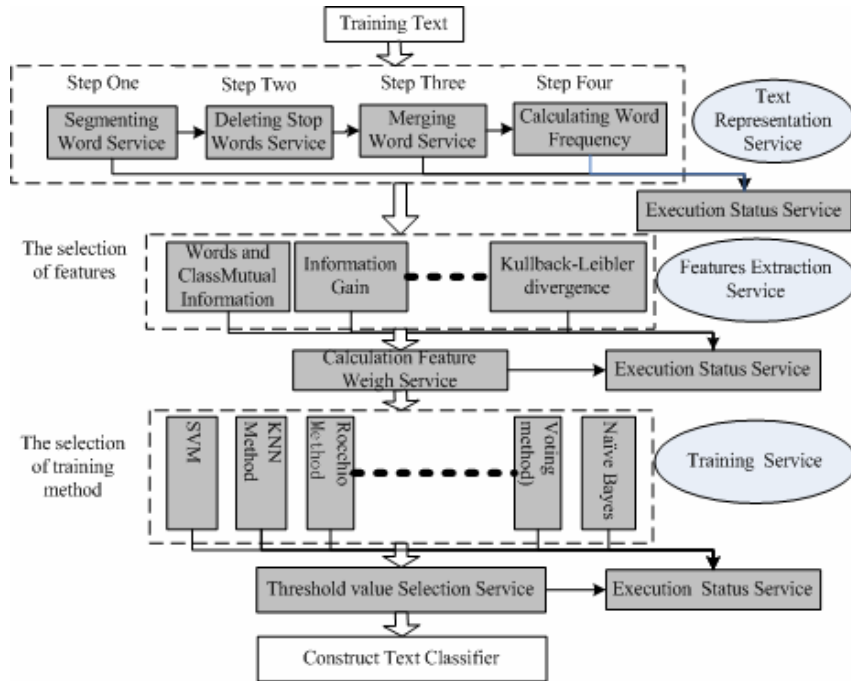 Training Text
Step One
Step Two
Step Three
Step Four
Segmenting
Word Service
Deleting Stop
Words Service
Merging
Word Service
Calculating Word
Frequency
Text
Representation
Service
Execution Status Service
The selection
of features
Words and
ClassMutual
Information
Information
Gain
Kullback-Leibler
divergence
Features Extraction
Service
Calculation Feature
Weigh Service
Execution Status Service
The selection
of training
method
SVM
KNN
Method
Rocchio
Method
Voting
method)
Naïve Bayes
Training Service
Threshold value Selection Service
Execution Status Service
Construct Text Classifier